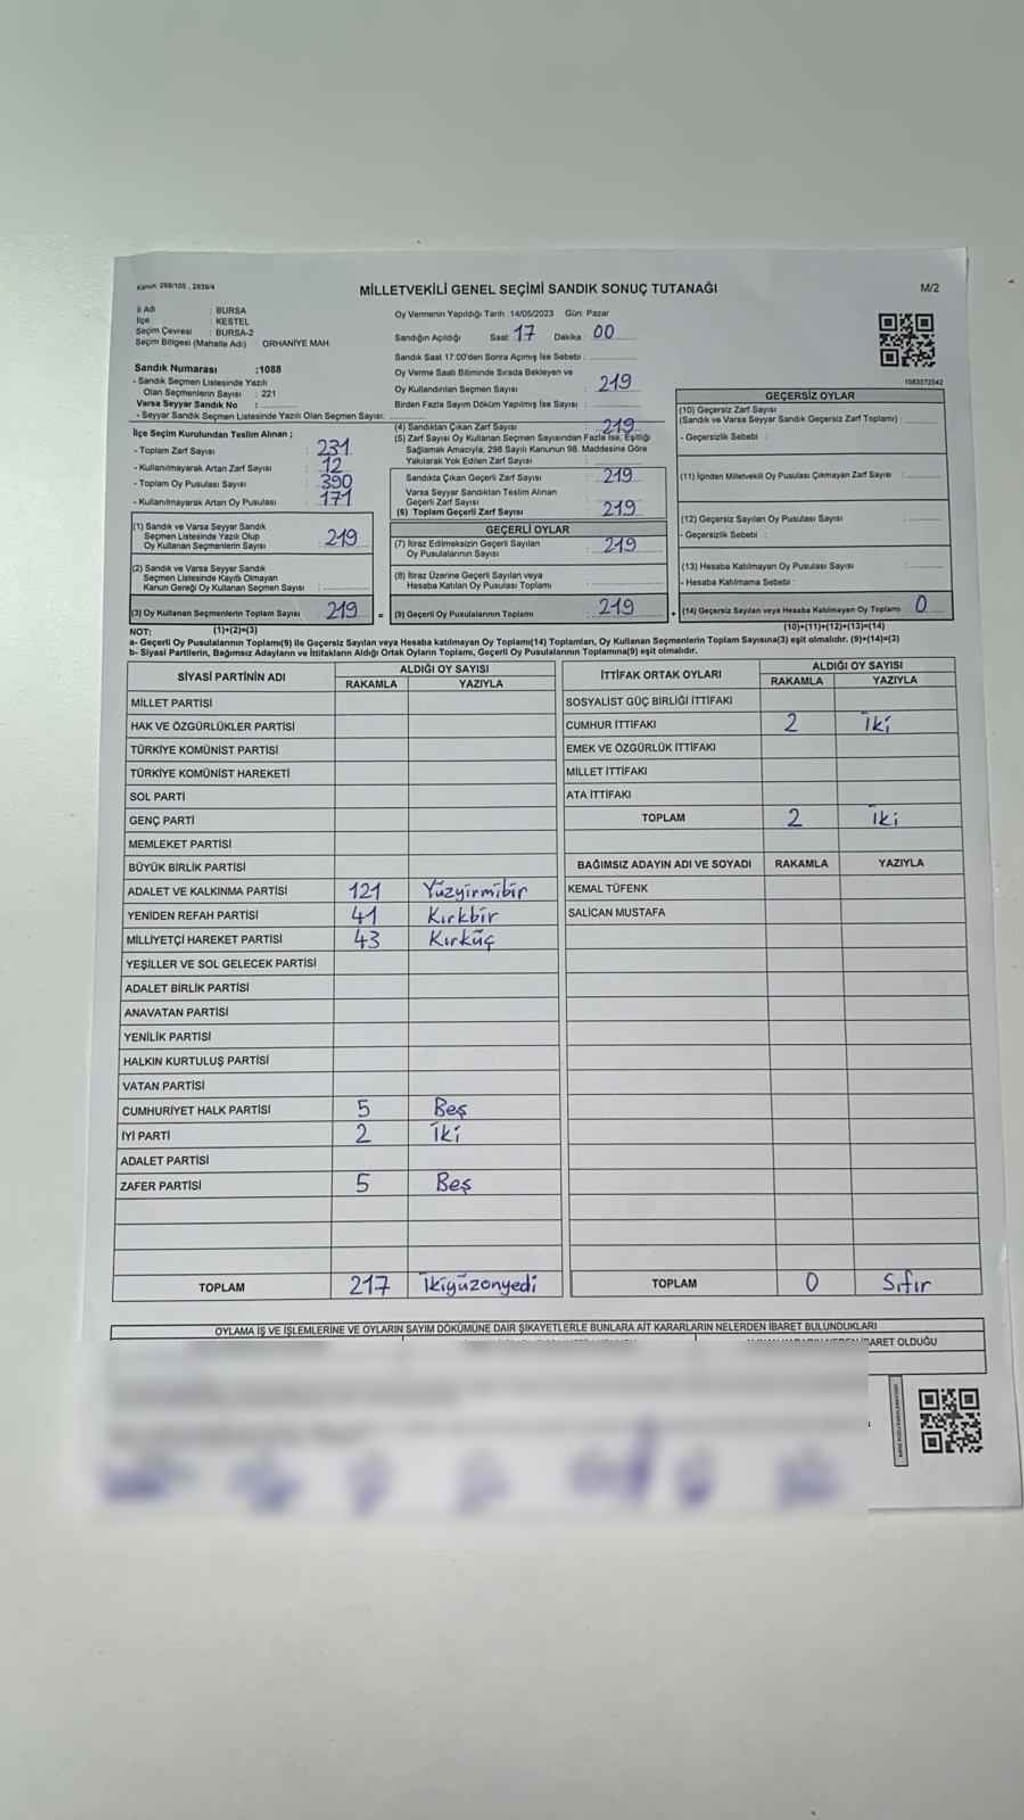 Kanun: 298/105 , 2839/4
MİLLETVEKİLİ GENEL SEÇİMİ SANDIK SONUÇ TUTANAĞI
M/2
İl Adı : BURSA
İlçe : KESTEL
Seçim Çevresi : BURSA-2
Seçim Bölgesi (Mahalle Adı) ORHANİYE MAH.
Sandık Numarası :1088
- Sandık Seçmen Listesinde Yazılı
Olan Seçmenlerin Sayısı : 221
Varsa Seyyar Sandık No :
- Seyyar Sandık Seçmen Listesinde Yazılı Olan Seçmen Sayısı:
İlçe Seçim Kurulundan Teslim Alınan ;
- Toplam Zarf Sayısı : 231
- Kullanılmayarak Artan Zarf Sayısı : 12
- Toplam Oy Pusulası Sayısı : 390
- Kullanılmayarak Artan Oy Pusulası : 171
(1) Sandık ve Varsa Seyyar Sandık
Seçmen Listesinde Yazılı Olup
Oy Kullanan Seçmenlerin Sayısı : 219
(2) Sandık ve Varsa Seyyar Sandık
Seçmen Listesinde Kayıtlı Olmayan
Kanun Gereği Oy Kullanan Seçmen Sayısı :
(3) Oy Kullanan Seçmenlerin Toplam Sayısı : 219 =
(1)+(2)=(3)
Oy Vermenin Yapıldığı Tarih :14/05/2023 Gün: Pazar
Sandığın Açıldığı Saat 17 Dakika 00
Sandık Saat 17:00'den Sonra Açılmış İse Sebebi :
Oy Verme Saati Bitiminde Sırada Bekleyen ve
Oy Kullandırılan Seçmen Sayısı : 219
Birden Fazla Sayım Döküm Yapılmış İse Sayısı :
(4) Sandıktan Çıkan Zarf Sayısı : 219
(5) Zarf Sayısı Oy Kullanan Seçmen Sayısından Fazla İse, Eşitliği
Sağlamak Amacıyla, 298 Sayılı Kanunun 98. Maddesine Göre
Yakılarak Yok Edilen Zarf Sayısı :
Sandıkta Çıkan Geçerli Zarf Sayısı : 219
Varsa Seyyar Sandıktan Teslim Alınan
Geçerli Zarf Sayısı :
(6) Toplam Geçerli Zarf Sayısı : 219
GEÇERLİ OYLAR
(7) İtiraz Edilmeksizin Geçerli Sayılan
Oy Pusulalarının Sayısı : 219
(8) İtiraz Üzerine Geçerli Sayılan veya
Hesaba Katılan Oy Pusulası Toplamı :
(9) Geçerli Oy Pusulalarının Toplamı : 219 +
1083272542
GEÇERSİZ OYLAR
(10) Geçersiz Zarf Sayısı
(Sandık ve Varsa Seyyar Sandık Geçersiz Zarf Toplamı) :
- Geçersizlik Sebebi :
(11) İçinden Milletvekili Oy Pusulası Çıkmayan Zarf Sayısı :
(12) Geçersiz Sayılan Oy Pusulası Sayısı :
- Geçersizlik Sebebi :
(13) Hesaba Katılmayan Oy Pusulası Sayısı :
- Hesaba Katılmama Sebebi :
(14) Geçersiz Sayılan veya Hesaba Katılmayan Oy Toplamı : 0
(10)+(11)+(12)+(13)=(14)
NOT:
a- Geçerli Oy Pusulalarının Toplamı(9) ile Geçersiz Sayılan veya Hesaba katılmayan Oy Toplamı(14) Toplamları, Oy Kullanan Seçmenlerin Toplam Sayısına(3) eşit olmalıdır. (9)+(14)=(3)
b- Siyasi Partilerin, Bağımsız Adayların ve İttifakların Aldığı Ortak Oyların Toplamı, Geçerli Oy Pusulalarının Toplamına(9) eşit olmalıdır.
SİYASİ PARTİNİN ADI
ALDIĞI OY SAYISI
RAKAMLA YAZIYLA
MİLLET PARTİSİ
HAK VE ÖZGÜRLÜKLER PARTİSİ
TÜRKİYE KOMÜNİST PARTİSİ
TÜRKİYE KOMÜNİST HAREKETİ
SOL PARTİ
GENÇ PARTİ
MEMLEKET PARTİSİ
BÜYÜK BİRLİK PARTİSİ
ADALET VE KALKINMA PARTİSİ 121 Yüzyirmibir
YENİDEN REFAH PARTİSİ 41 Kırkbir
MİLLİYETÇİ HAREKET PARTİSİ 43 Kırküç
YEŞİLLER VE SOL GELECEK PARTİSİ
ADALET BİRLİK PARTİSİ
ANAVATAN PARTİSİ
YENİLİK PARTİSİ
HALKIN KURTULUŞ PARTİSİ
VATAN PARTİSİ
CUMHURİYET HALK PARTİSİ 5 Beş
İYİ PARTİ 2 İki
ADALET PARTİSİ
ZAFER PARTİSİ 5 Beş
TOPLAM 217 İkiyüzonyedi
İTTİFAK ORTAK OYLARI
ALDIĞI OY SAYISI
RAKAMLA YAZIYLA
SOSYALİST GÜÇ BİRLİĞİ İTTİFAKI
CUMHUR İTTİFAKI 2 İki
EMEK VE ÖZGÜRLÜK İTTİFAKI
MİLLET İTTİFAKI
ATA İTTİFAKI
TOPLAM 2 İki
BAĞIMSIZ ADAYIN ADI VE SOYADI RAKAMLA YAZIYLA
KEMAL TÜFENK
SALİCAN MUSTAFA
TOPLAM 0 Sıfır
OYLAMA İŞ VE İŞLEMLERİNE VE OYLARIN SAYIM DÖKÜMÜNE DAİR ŞİKAYETLERLE BUNLARA AİT KARARLARIN NELERDEN İBARET BULUNDUKLARI
OLDUĞU